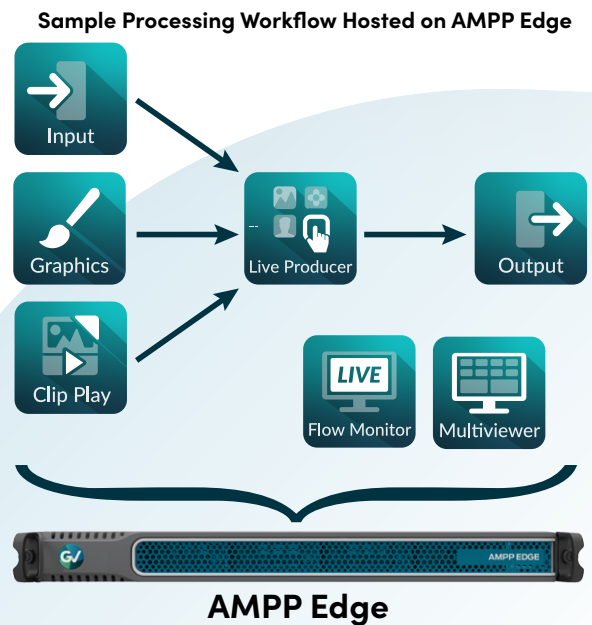 Sample Processing Workflow Hosted on AMPP Edge
Input
Graphics
Clip Play
Live Producer
Output
LIVE
Flow Monitor
Multiviewer
GV
AMPP EDGE
AMPP Edge